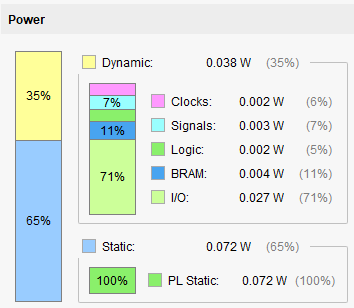 Power
35%
65%
Dynamic: 0.038 W (35%)
7%
11%
71%
Clocks: 0.002 W (6%)
Signals: 0.003 W (7%)
Logic: 0.002 W (5%)
BRAM: 0.004 W (11%)
I/O: 0.027 W (71%)
Static: 0.072 W (65%)
100%
PL Static: 0.072 W (100%)